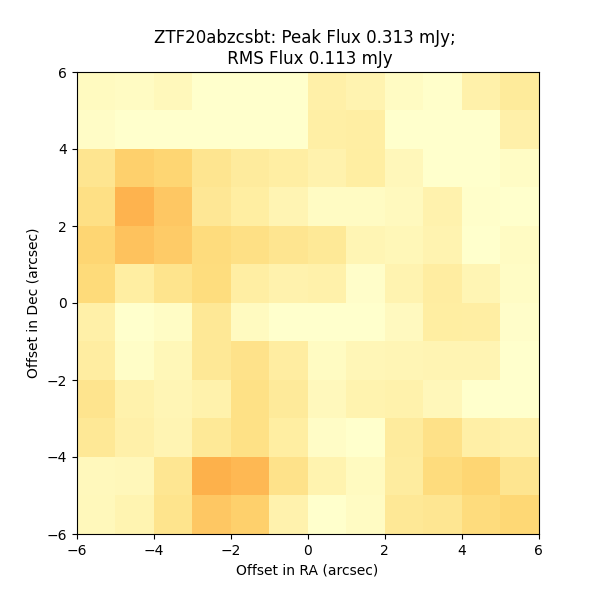 ZTF20abzcsbt: Peak Flux 0.313 mJy;
RMS Flux 0.113 mJy
6
4
2
0
−2
−4
−6
Offset in Dec (arcsec)
−6 −4 −2 0 2 4 6
Offset in RA (arcsec)